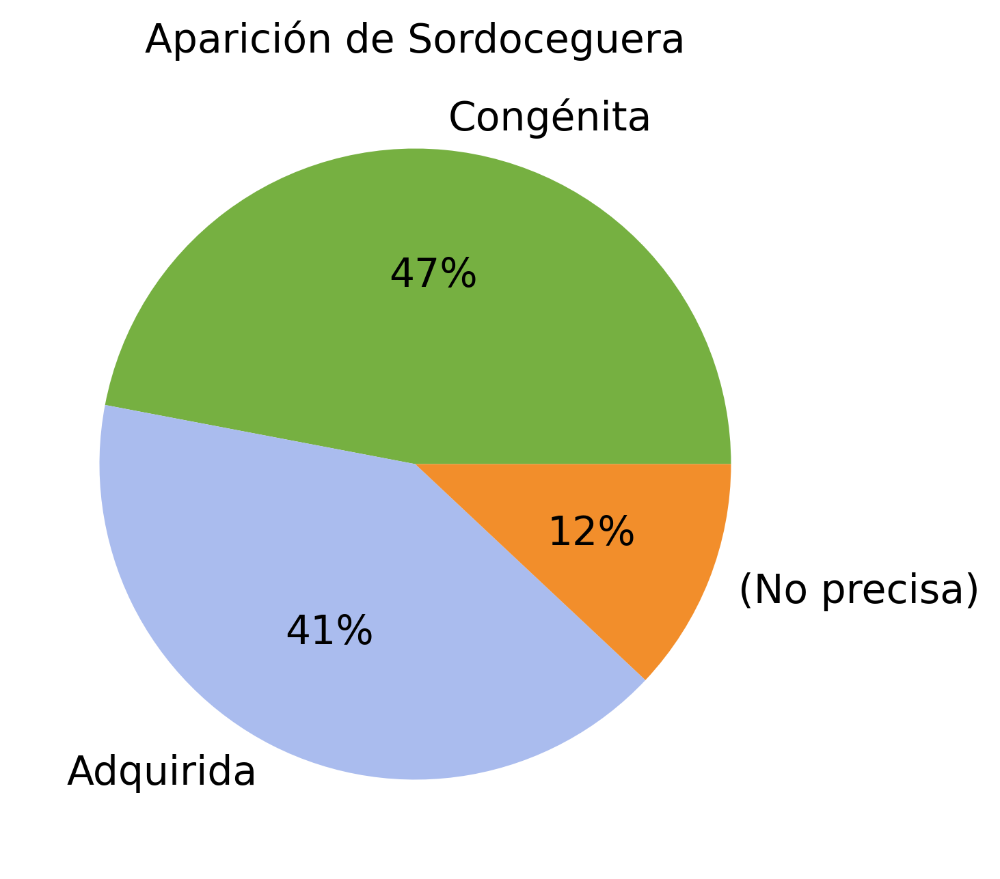 Aparición de Sordoceguera
Congénita
47%
12%
(No precisa)
41%
Adquirida